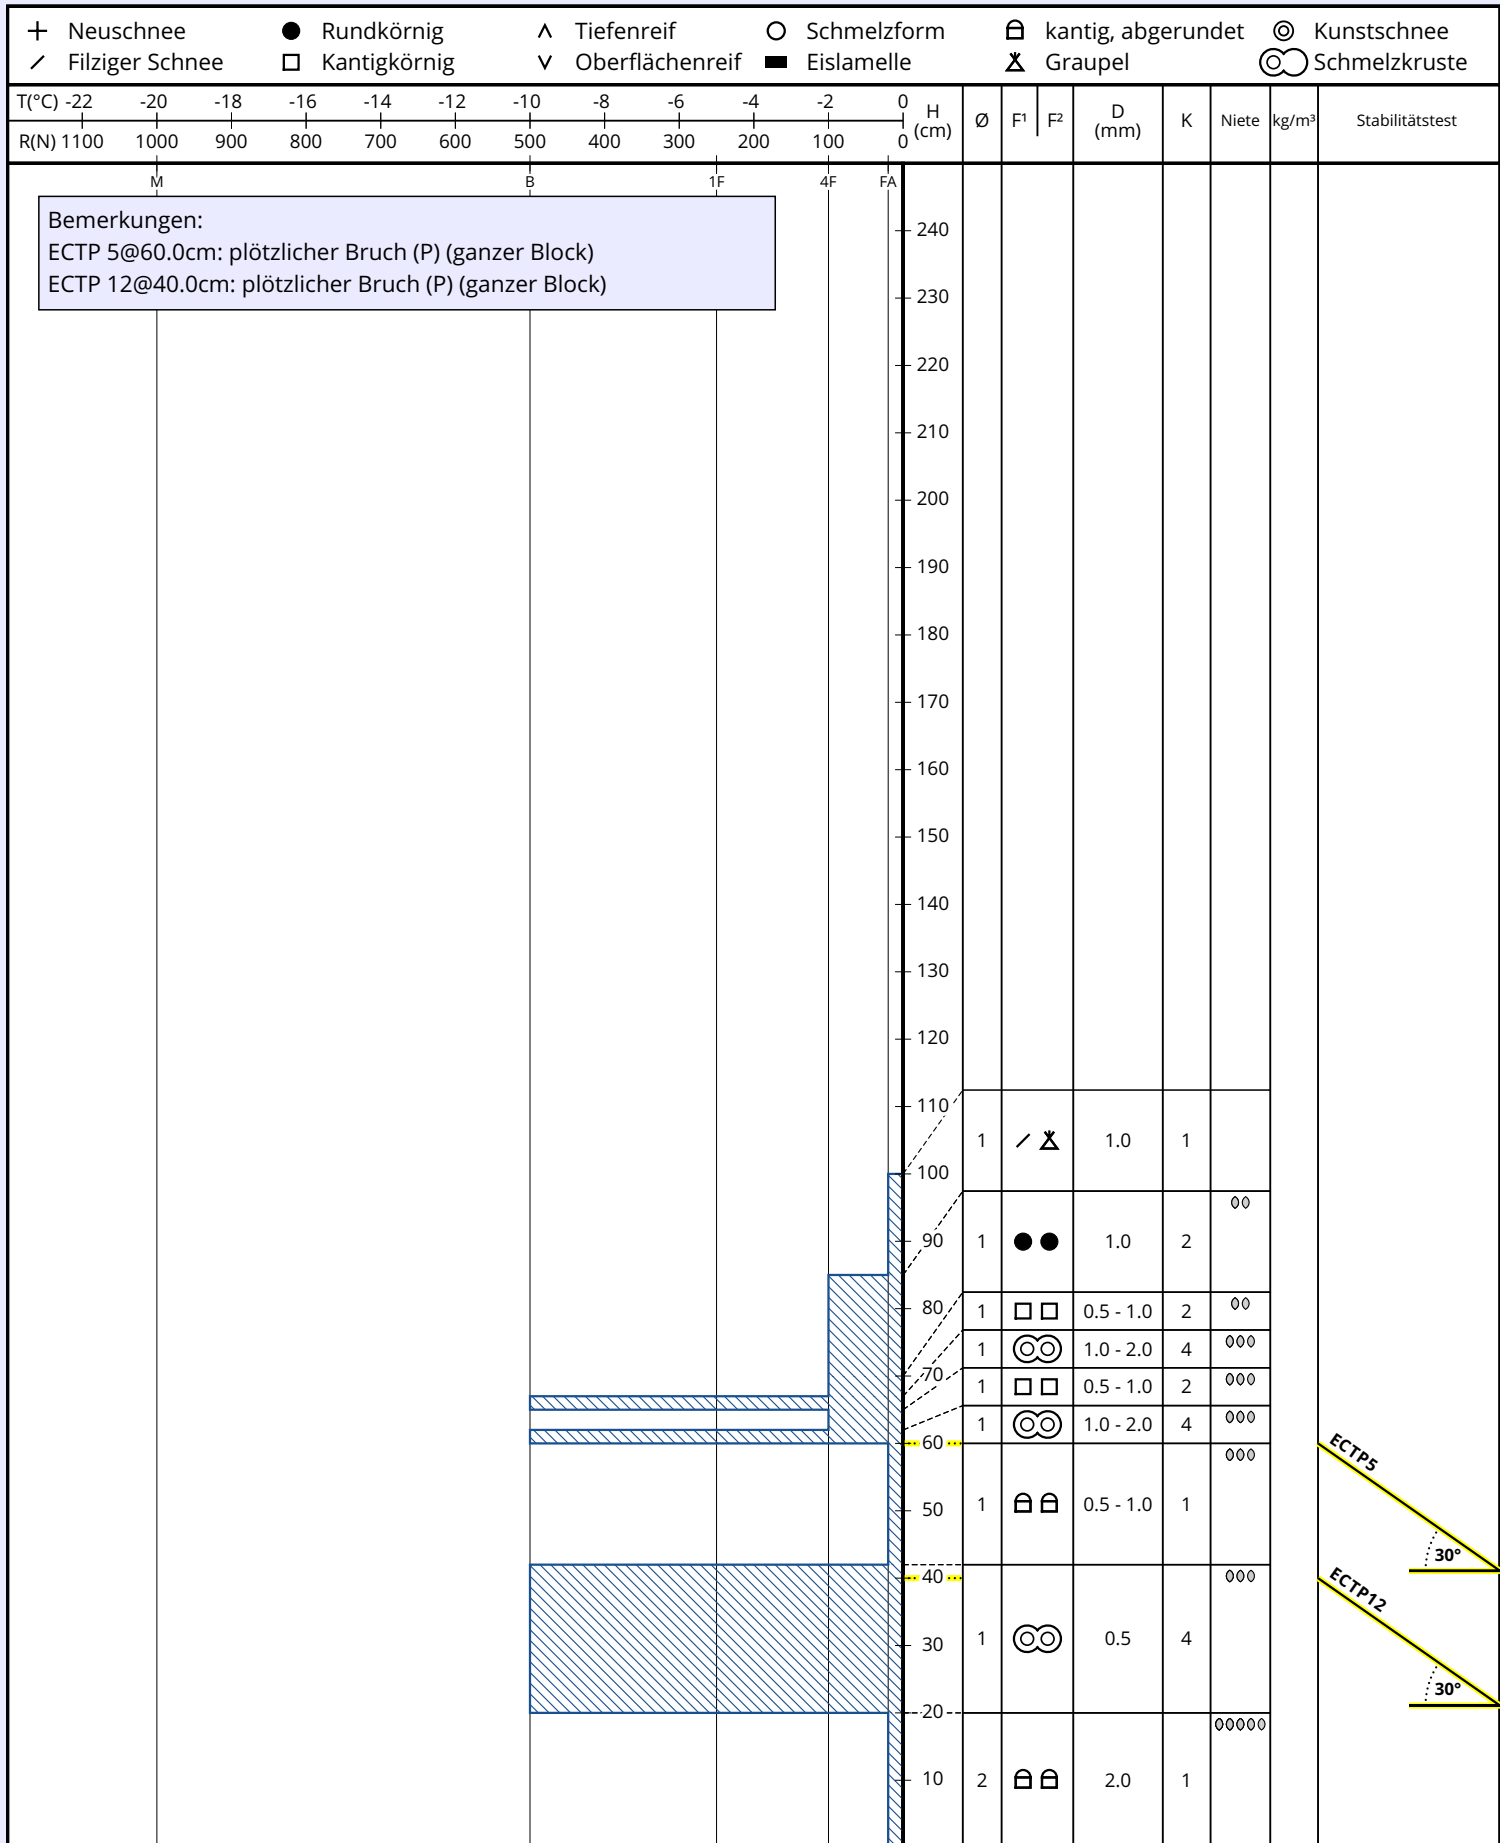 Neuschnee Rundkörnig Tiefenreif Schmelzform kantig, abgerundet Kunstschnee
Filziger Schnee Kantigkörnig Oberflächenreif Eislamelle Graupel Schmelzkruste
T(°C) -22 -20 -18 -16 -14 -12 -10 -8 -6 -4 -2 0
R(N) 1100 1000 900 800 700 600 500 400 300 200 100 0
H (cm) Ø F¹ F² D (mm) K Niete kg/m³ Stabilitätstest
M B 1F 4F FA
Bemerkungen:
ECTP 5@60.0cm: plötzlicher Bruch (P) (ganzer Block)
ECTP 12@40.0cm: plötzlicher Bruch (P) (ganzer Block)
240
230
220
210
200
190
180
170
160
150
140
130
120
110
1 1.0 1
100
90 1 1.0 2
80 1 0.5 - 1.0 2
1 1.0 - 2.0 4
70
1 0.5 - 1.0 2
1 1.0 - 2.0 4
60
ECTP5
50 1 0.5 - 1.0 1
30°
40
ECTP12
30 1 0.5 4
30°
20
10 2 2.0 1